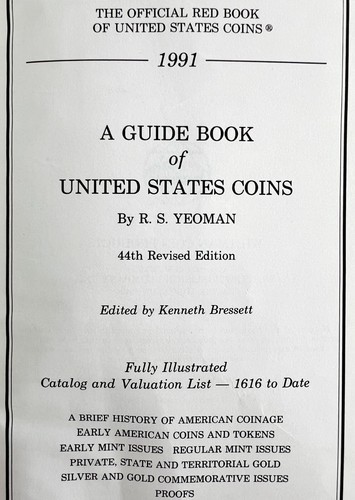 THE OFFICIAL RED BOOK
OF UNITED STATES COINS®
1991
A GUIDE BOOK
of
UNITED STATES COINS
By R. S. YEOMAN
44th Revised Edition
Edited by Kenneth Bressett
Fully Illustrated
Catalog and Valuation List — 1616 to Date
A BRIEF HISTORY OF AMERICAN COINAGE
EARLY AMERICAN COINS AND TOKENS
EARLY MINT ISSUES REGULAR MINT ISSUES
PRIVATE, STATE AND TERRITORIAL GOLD
SILVER AND GOLD COMMEMORATIVE ISSUES
PROOFS